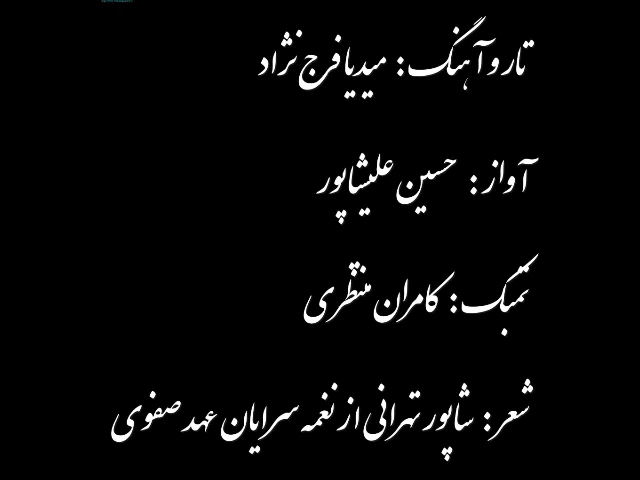 تار و آهنگ: میدیا فرج نژاد
آواز: حسین علیشاپور
تمبک: کامران منتظری
شعر: شاپور تهرانی از نغمه سرایان عهد صفوی